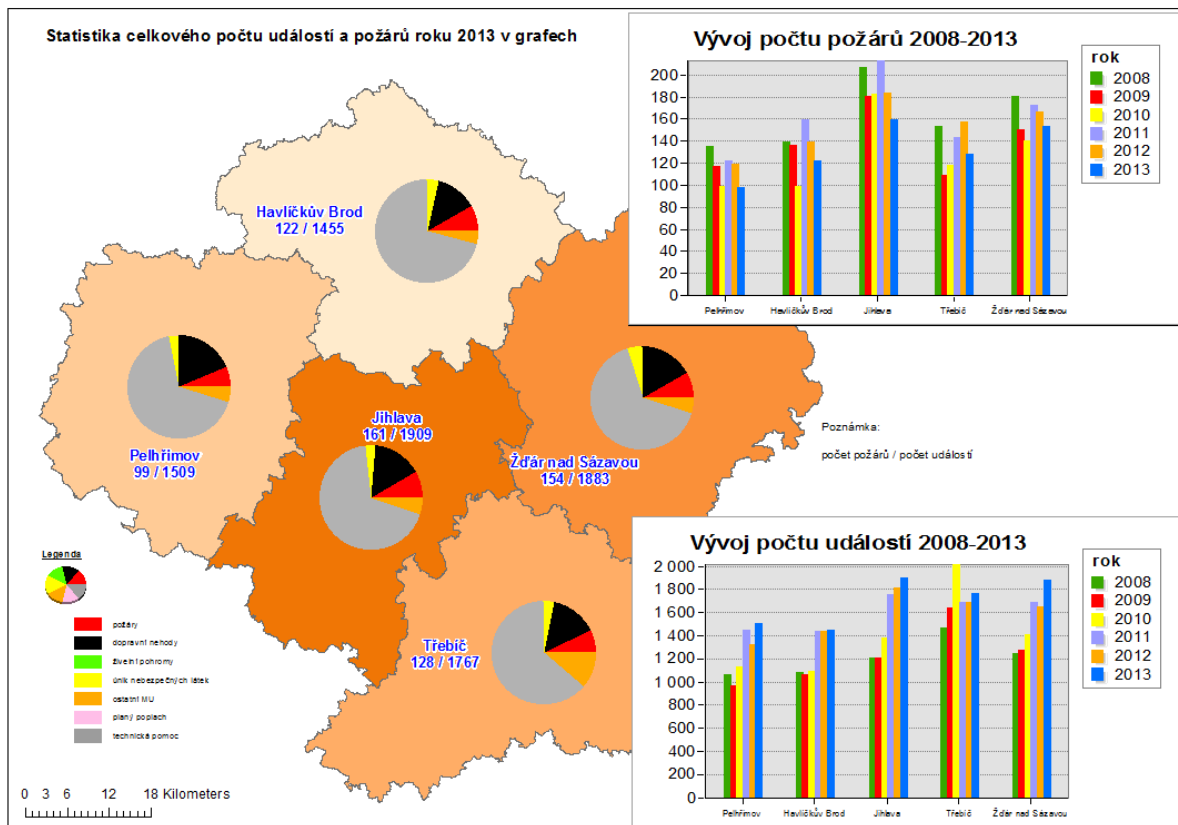 Statistika celkového počtu událostí a požárů roku 2013 v grafech
Havlíčkův Brod
122 / 1455
Pelhřimov
99 / 1509
Jihlava
161 / 1909
Žďár nad Sázavou
154 / 1883
Třebíč
128 / 1767
Poznámka:
počet požárů / počet událostí
Vývoj počtu požárů 2008-2013
200
180
160
140
120
100
80
60
40
20
0
Pelhřimov Havlíčkův Brod Jihlava Třebíč Žďár nad Sázavou
rok
2008
2009
2010
2011
2012
2013
Vývoj počtu událostí 2008-2013
2 000
1 800
1 600
1 400
1 200
1 000
800
600
400
200
0
Pelhřimov Havlíčkův Brod Jihlava Třebíč Žďár nad Sázavou
rok
2008
2009
2010
2011
2012
2013
Legenda
požáry
dopravní nehody
živelní pohromy
únik nebezpečných látek
ostatní MU
planý poplach
technická pomoc
0 3 6 12 18 Kilometers